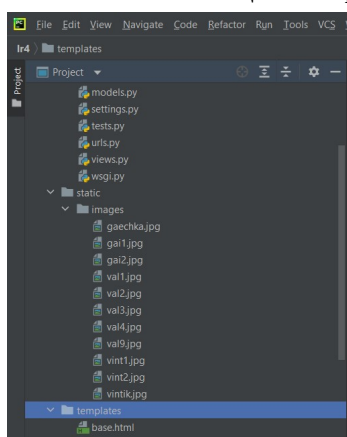 File Edit View Navigate Code Refactor Run Tools VCS
lr4 templates
Project
Project
models.py
settings.py
tests.py
urls.py
views.py
wsgi.py
static
images
gaechka.jpg
gai1.jpg
gai2.jpg
val1.jpg
val2.jpg
val3.jpg
val4.jpg
val9.jpg
vint1.jpg
vint2.jpg
vintik.jpg
templates
base.html